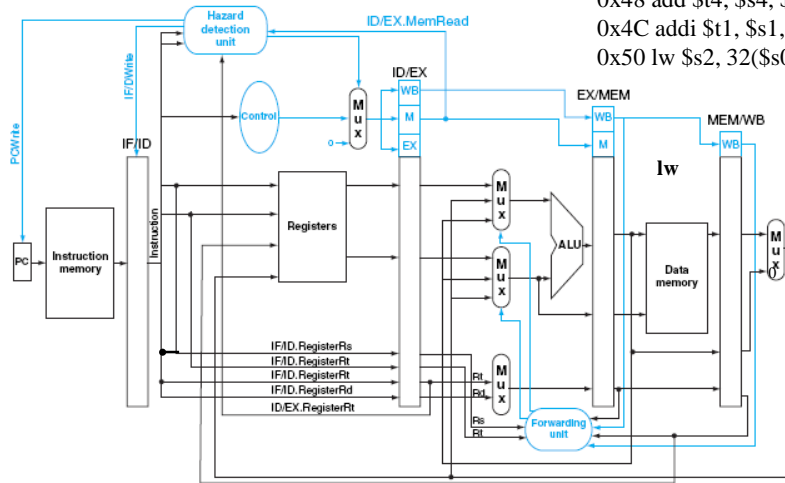 0x48 add $t4, $s4,
0x4C addi $t1, $s1,
0x50 lw $s2, 32($s0
Hazard
detection
unit
ID/EX.MemRead
IF/DWrite
PCWrite
ID/EX
WB
M
EX
Control
M
u
x
0
EX/MEM
WB
M
MEM/WB
WB
IF/ID
lw
Instruction
Registers
M
u
x
M
u
x
ALU
PC
Instruction
memory
Data
memory
M
u
x
0
IF/ID.RegisterRs
IF/ID.RegisterRt
IF/ID.RegisterRt
IF/ID.RegisterRd
ID/EX.RegisterRt
Rt
Rd
M
u
x
Rs
Rt
Forwarding
unit